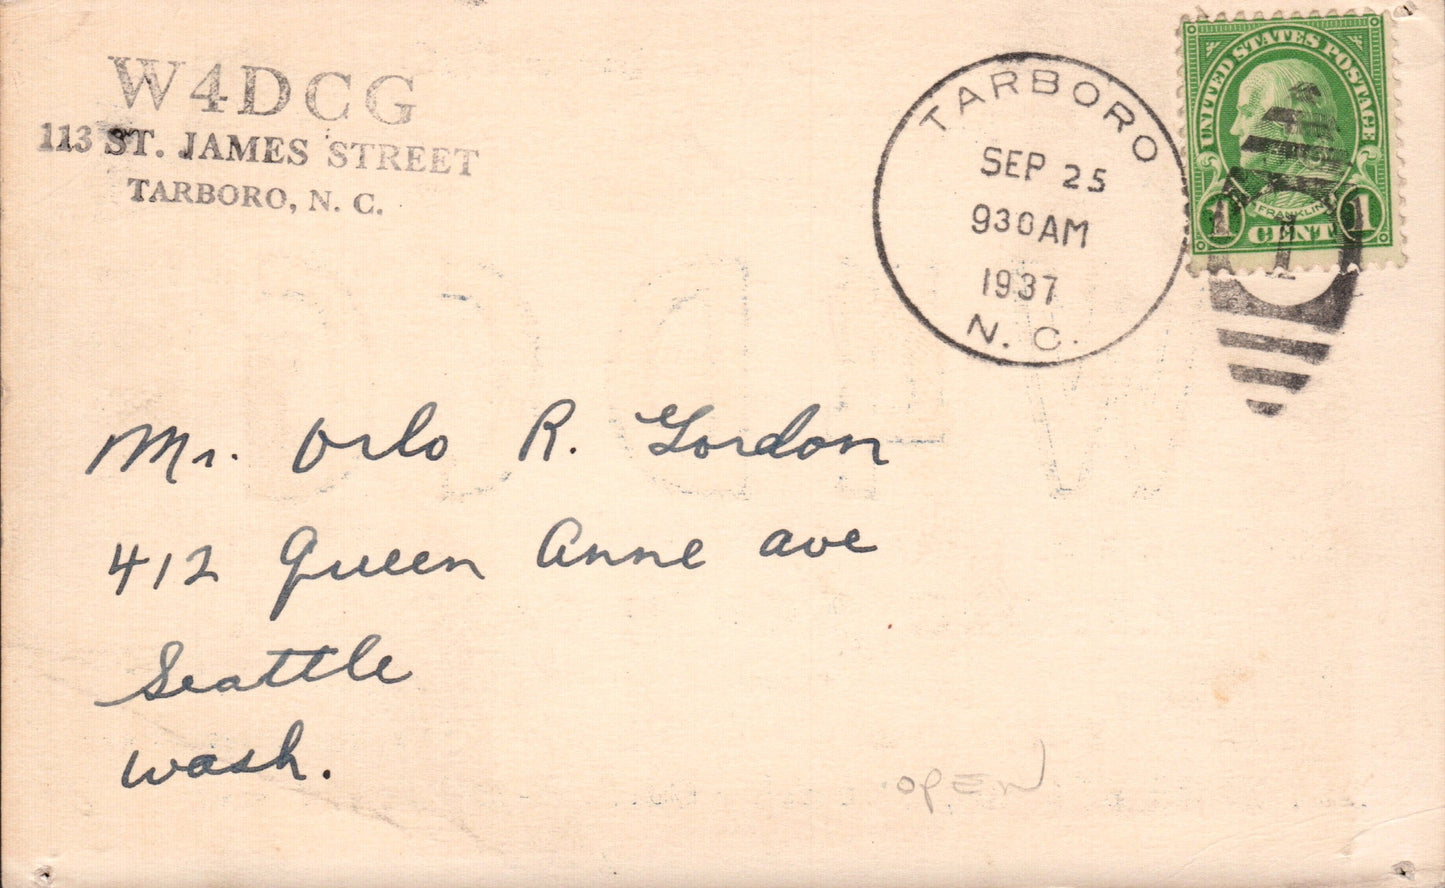 W4DCG
113 ST. JAMES STREET
TARBORO, N. C.
TARBORO
SEP 25
930AM
1937
N. C.
UNITED STATES POSTAGE
FRANKLIN
1 CENT 1
1
Mr. Orlo R. Gordon
412 Queen Anne ave
Seattle
Wash.
OPEN